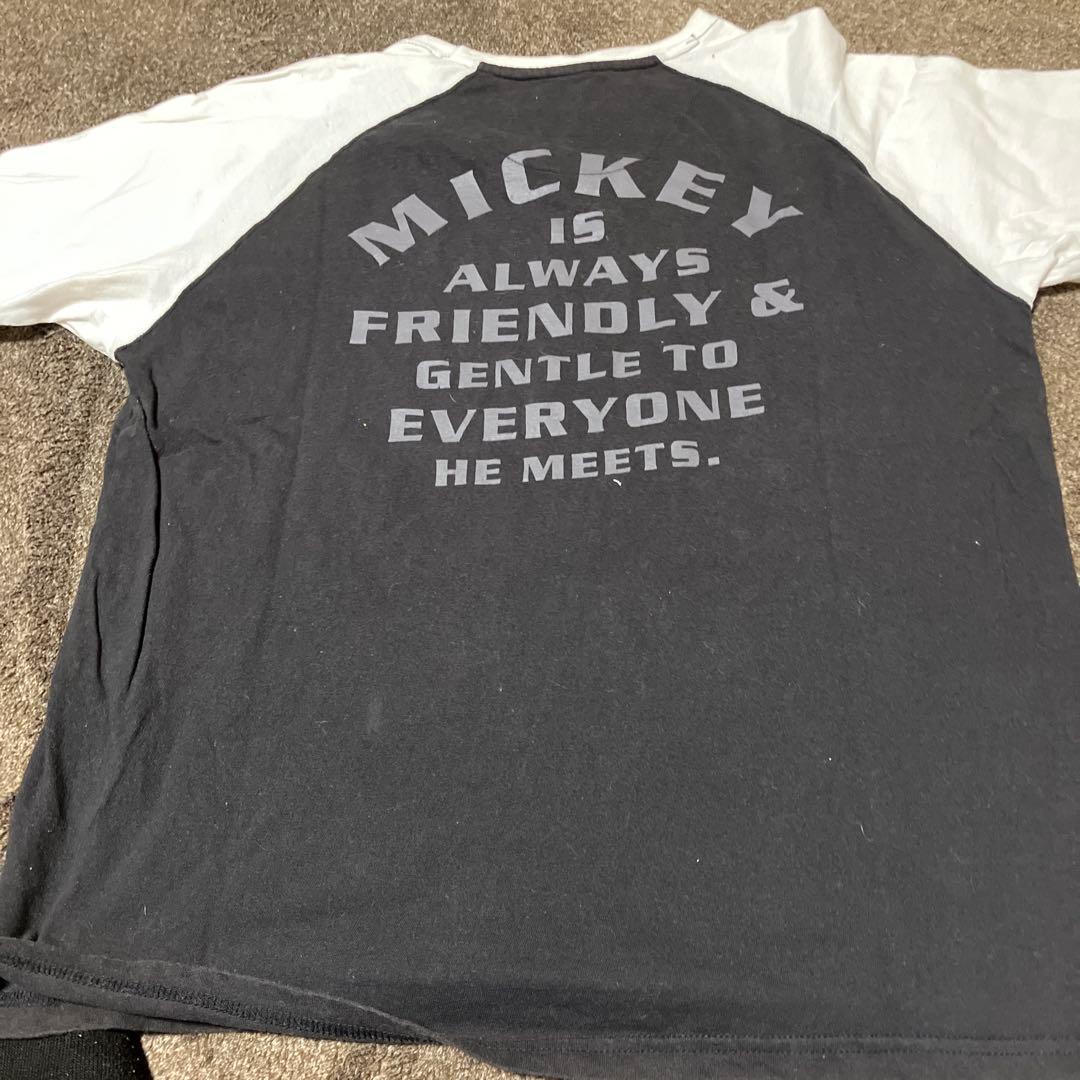 MICKEY
IS
ALWAYS
FRIENDLY &
GENTLE TO
EVERYONE
HE MEETS.